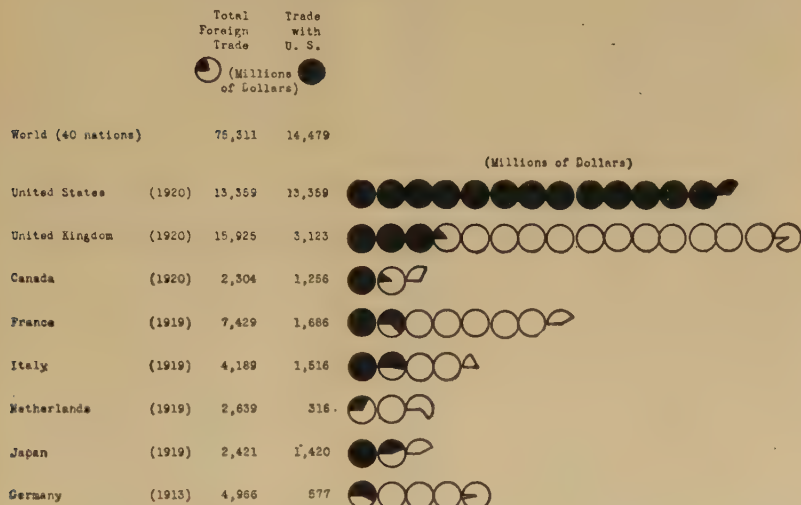 Total Trade
Foreign with
Trade U. S.
(Millions
of Dollars)
World (40 nations) 75,311 14,479
(Millions of Dollars)
United States (1920) 13,359 13,359
United Kingdom (1920) 15,925 3,123
Canada (1920) 2,304 1,256
France (1919) 7,429 1,686
Italy (1919) 4,189 1,516
Netherlands (1919) 2,639 316
Japan (1919) 2,421 1,420
Germany (1913) 4,966 577